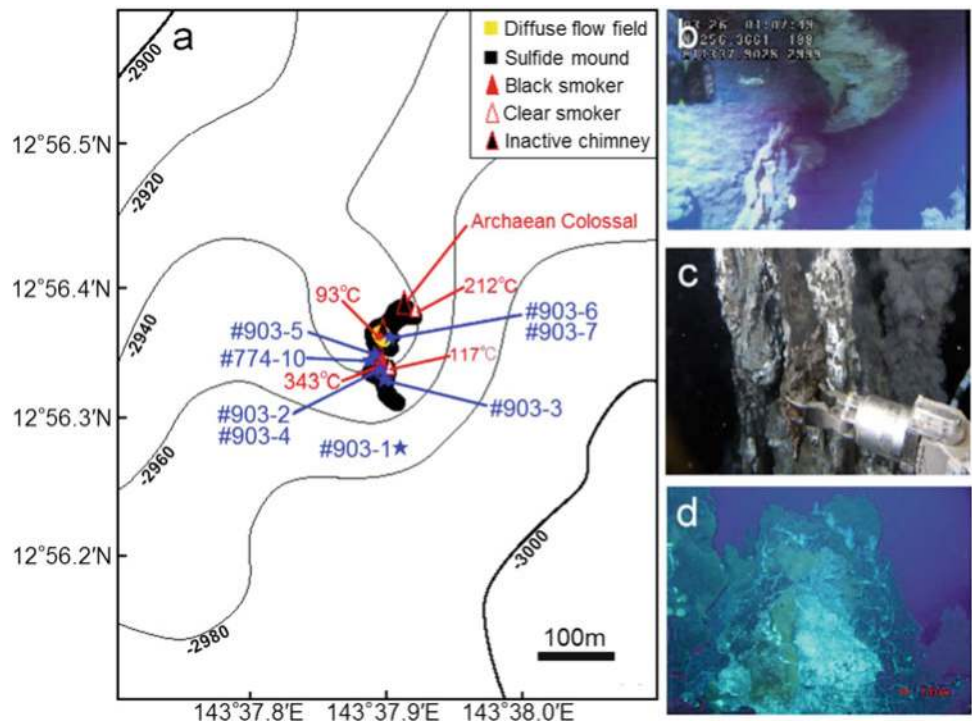 a
Diffuse flow field
Sulfide mound
Black smoker
Clear smoker
Inactive chimney
-2900
12°56.5′N
-2920
Archaean Colossal
12°56.4′N
93°C
212°C
-2940
#903-5
#903-6
#774-10
#903-7
117°C
343°C
#903-2
#903-3
12°56.3′N
#903-4
#903-1
-2960
12°56.2′N
-3000
-2980
100m
143°37.8′E
143°37.9′E
143°38.0′E
b
01:07:49
c
d